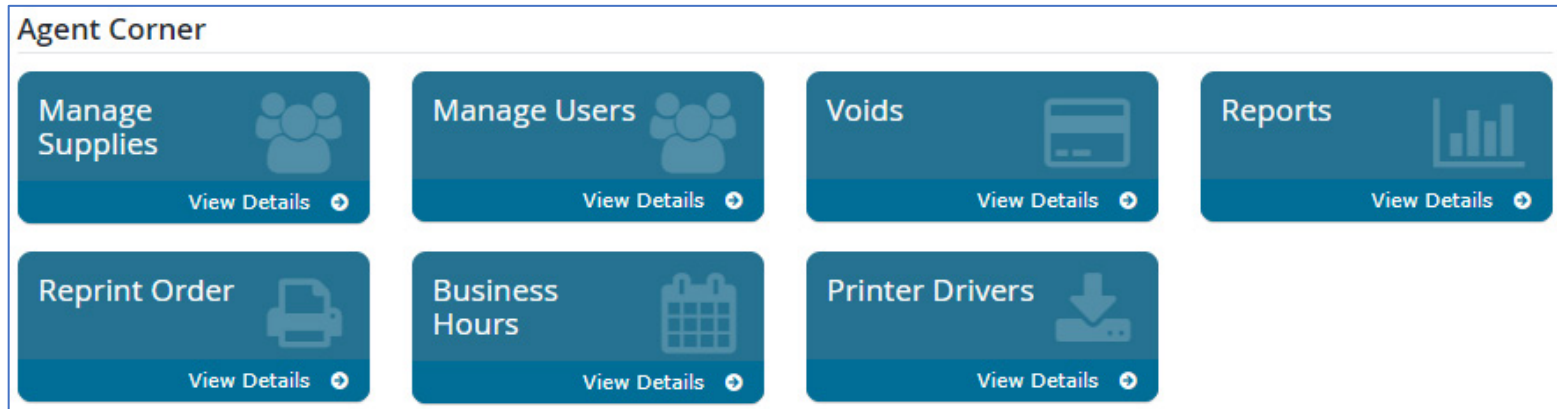 Agent Corner
Manage
Supplies
View Details
Manage Users
View Details
Voids
View Details
Reports
View Details
Reprint Order
View Details
Business
Hours
View Details
Printer Drivers
View Details